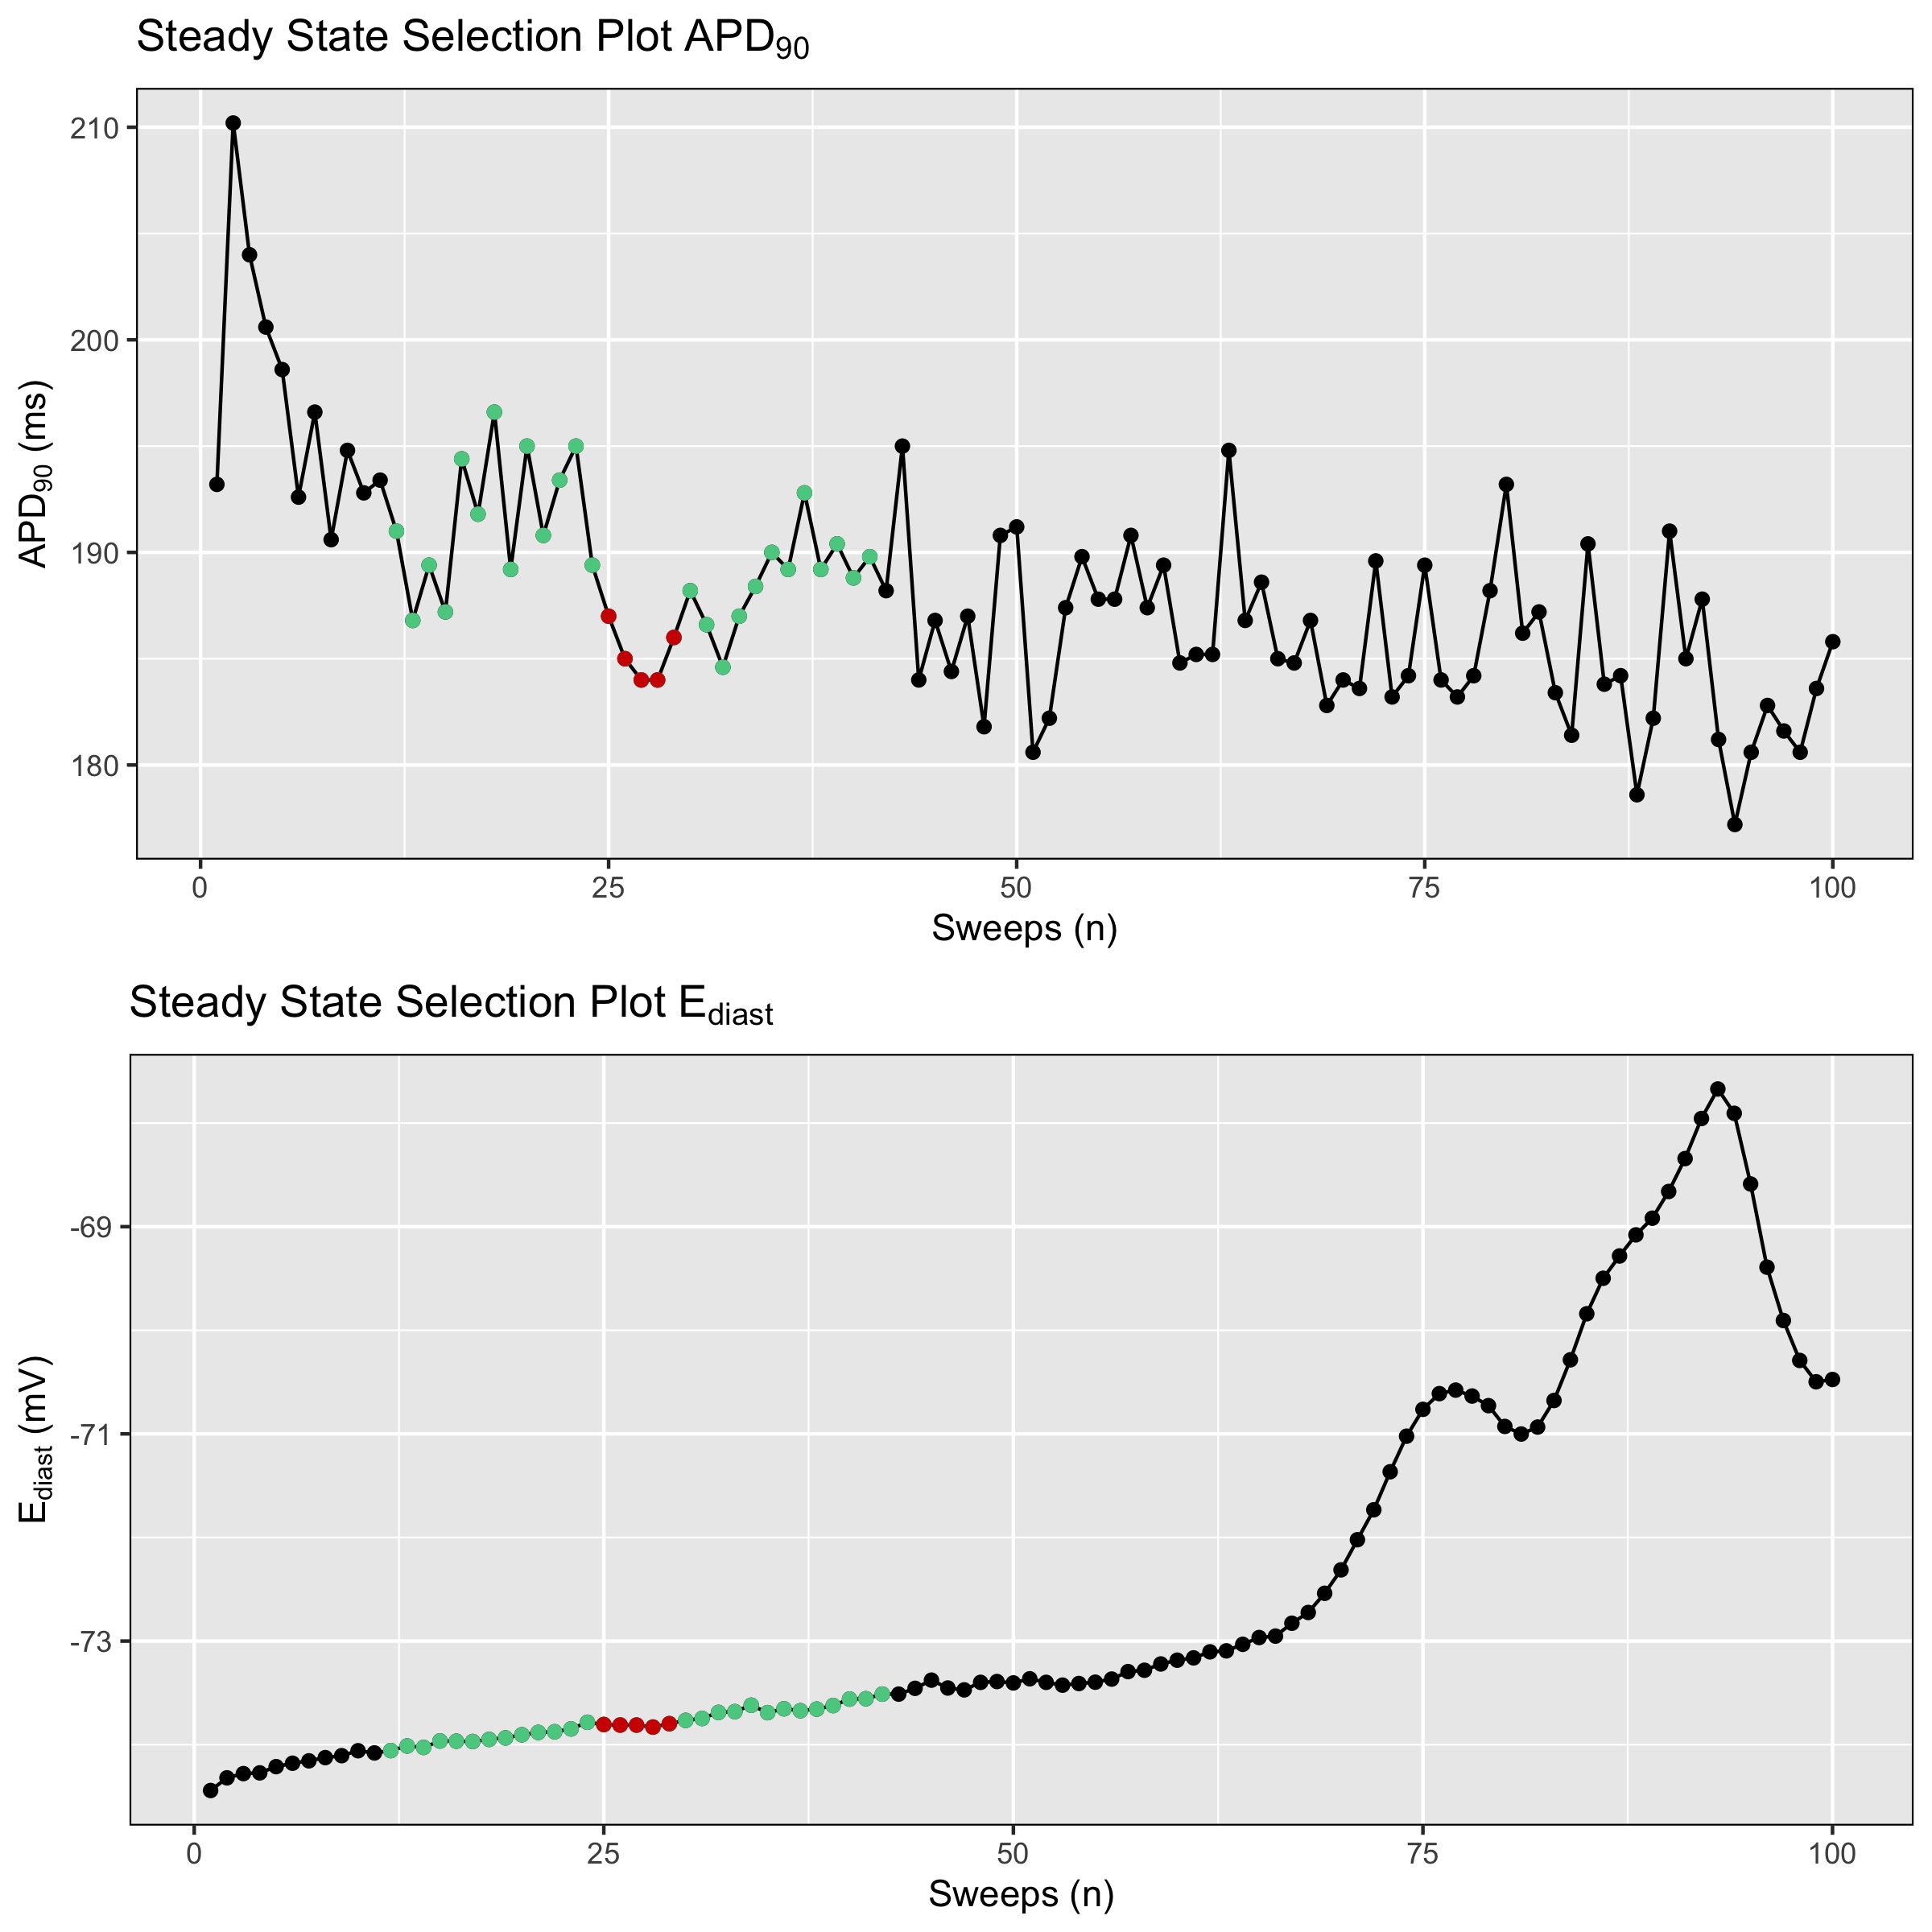 Steady State Selection Plot APD90
210
200
190
180
APD90 (ms)
0 25 50 75 100
Sweeps (n)
Steady State Selection Plot Ediast
-69
-71
-73
Ediast (mV)
0 25 50 75 100
Sweeps (n)